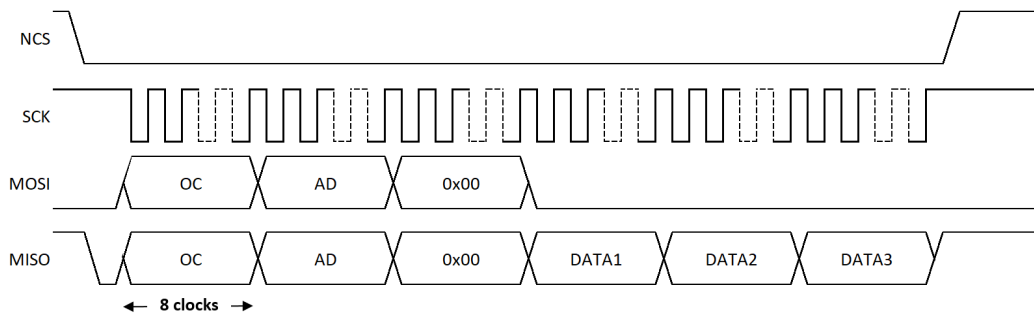 NCS
SCK
MOSI OC AD 0x00
MISO OC AD 0x00 DATA1 DATA2 DATA3
8 clocks